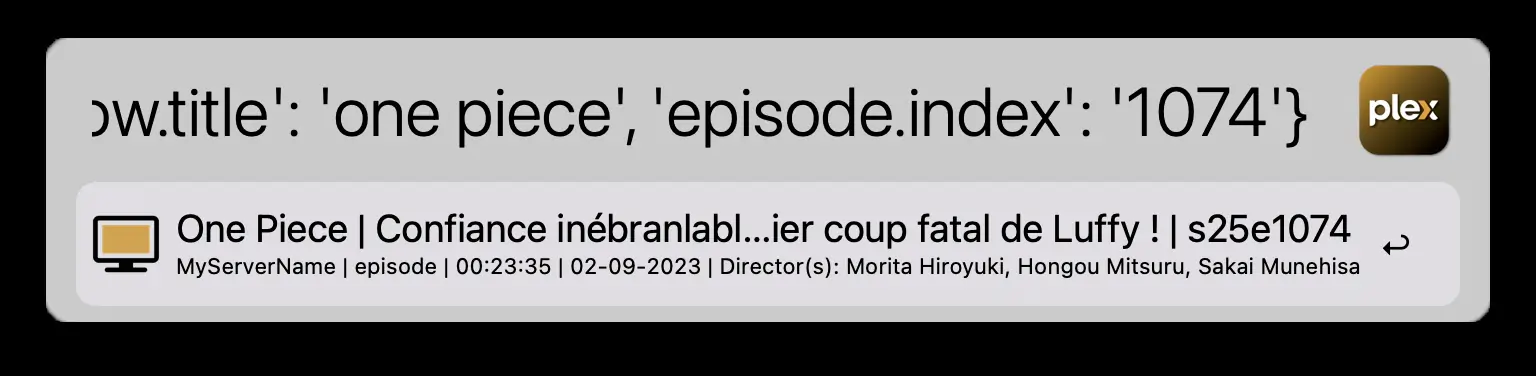 ow.title': 'one piece', 'episode.index': '1074'}
plex
One Piece | Confiance inébranlabl...ier coup fatal de Luffy ! | s25e1074
MyServerName | episode | 00:23:35 | 02-09-2023 | Director(s): Morita Hiroyuki, Hongou Mitsuru, Sakai Munehisa